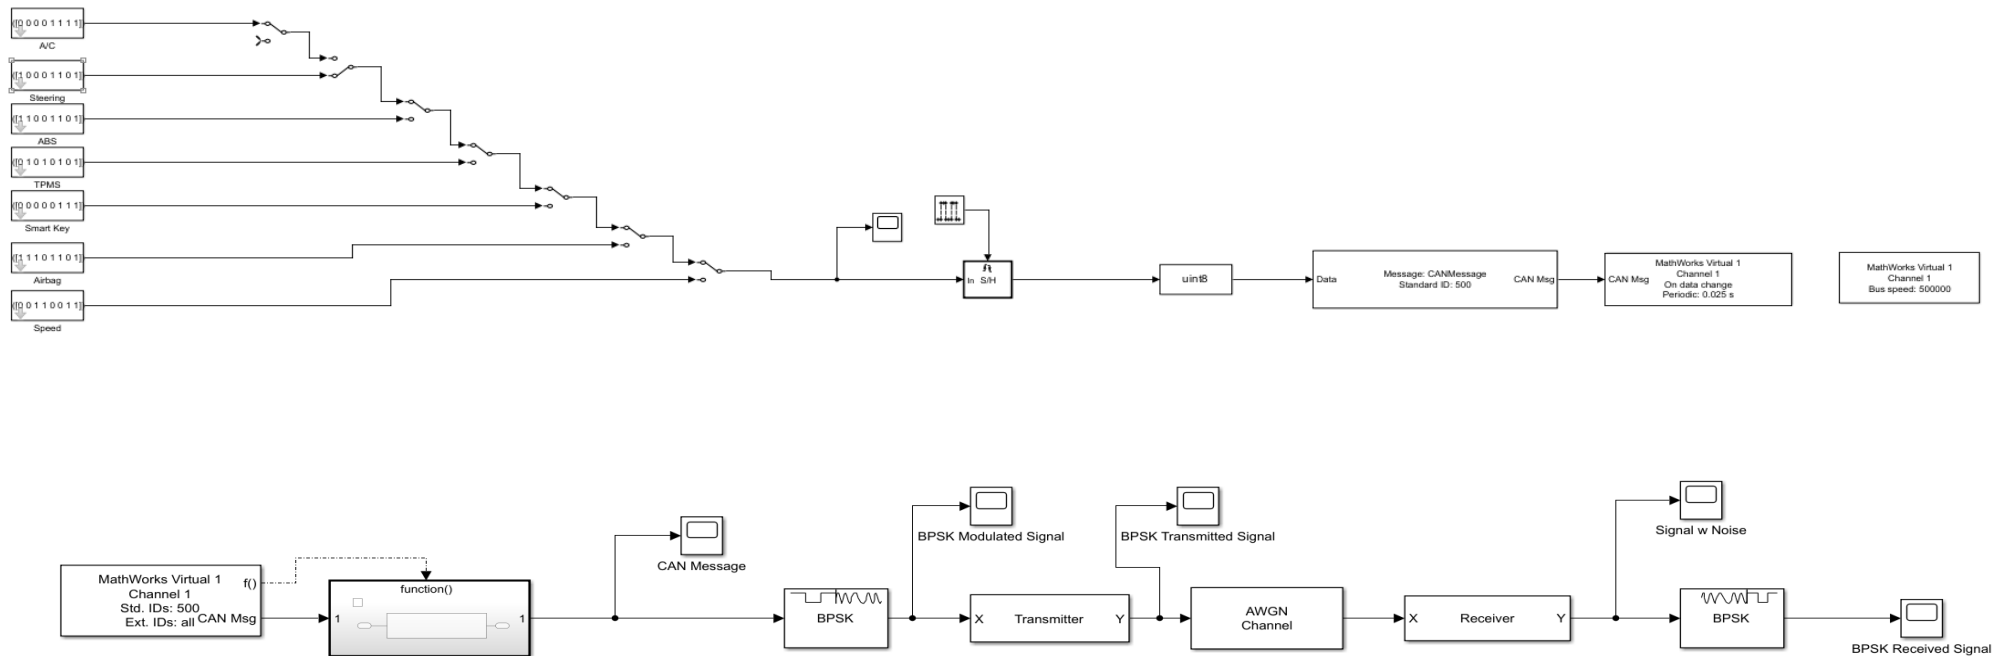 ([0 0 0 0 1 1 1 1]
A/C
([1 0 0 0 1 1 0 1]
Steering
([1 1 0 0 1 1 0 1]
ABS
([0 1 0 1 0 1 0 1]
TPMS
([0 0 0 0 0 1 1 1]
Smart Key
([1 1 1 0 1 1 0 1]
Airbag
([0 0 1 1 0 0 1 1]
Speed
In S/H
uint8
Data
Message: CANMessage
Standard ID: 500
CAN Msg
CAN Msg
MathWorks Virtual 1
Channel 1
On data change
Periodic: 0.025 s
MathWorks Virtual 1
Channel 1
Bus speed: 500000
MathWorks Virtual 1
Channel 1
Std. IDs: 500
Ext. IDs: all
f()
CAN Msg
function()
1
1
CAN Message
BPSK
BPSK Modulated Signal
X Transmitter Y
BPSK Transmitted Signal
AWGN
Channel
X Receiver Y
Signal w Noise
BPSK
BPSK Received Signal